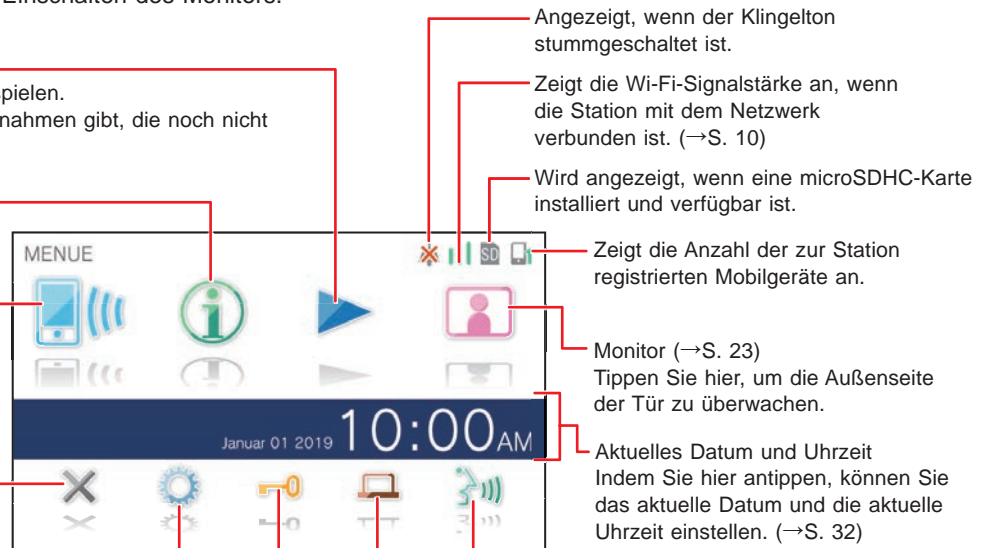 Einschalten des Monitors.
Angezeigt, wenn der Klingelton
stummgeschaltet ist.
spielen.
nahmen gibt, die noch nicht
Zeigt die Wi-Fi-Signalstärke an, wenn
die Station mit dem Netzwerk
verbunden ist. (→S. 10)
Wird angezeigt, wenn eine microSDHC-Karte
installiert und verfügbar ist.
MENUE
SD
Zeigt die Anzahl der zur Station
registrierten Mobilgeräte an.
Monitor (→S. 23)
Tippen Sie hier, um die Außenseite
der Tür zu überwachen.
Januar 01 2019 10:00AM
Aktuelles Datum und Uhrzeit
Indem Sie hier antippen, können Sie
das aktuelle Datum und die aktuelle
Uhrzeit einstellen. (→S. 32)